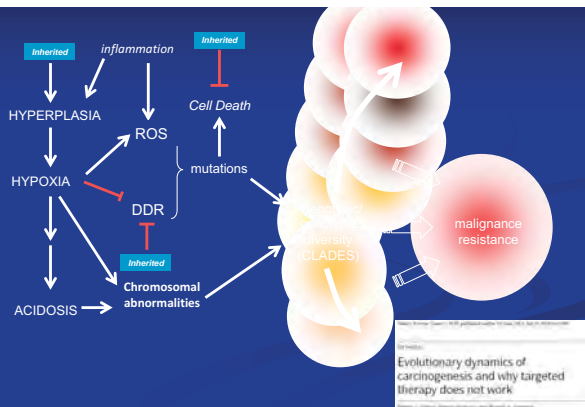 Inherited
inflammation
Inherited
HYPERPLASIA
Cell Death
ROS
HYPOXIA
mutations
DDR
Inherited
(CLADES)
malignance
resistance
Chromosomal
abnormalities
ACIDOSIS
Evolutionary dynamics of
carcinogenesis and why targeted
therapy does not work